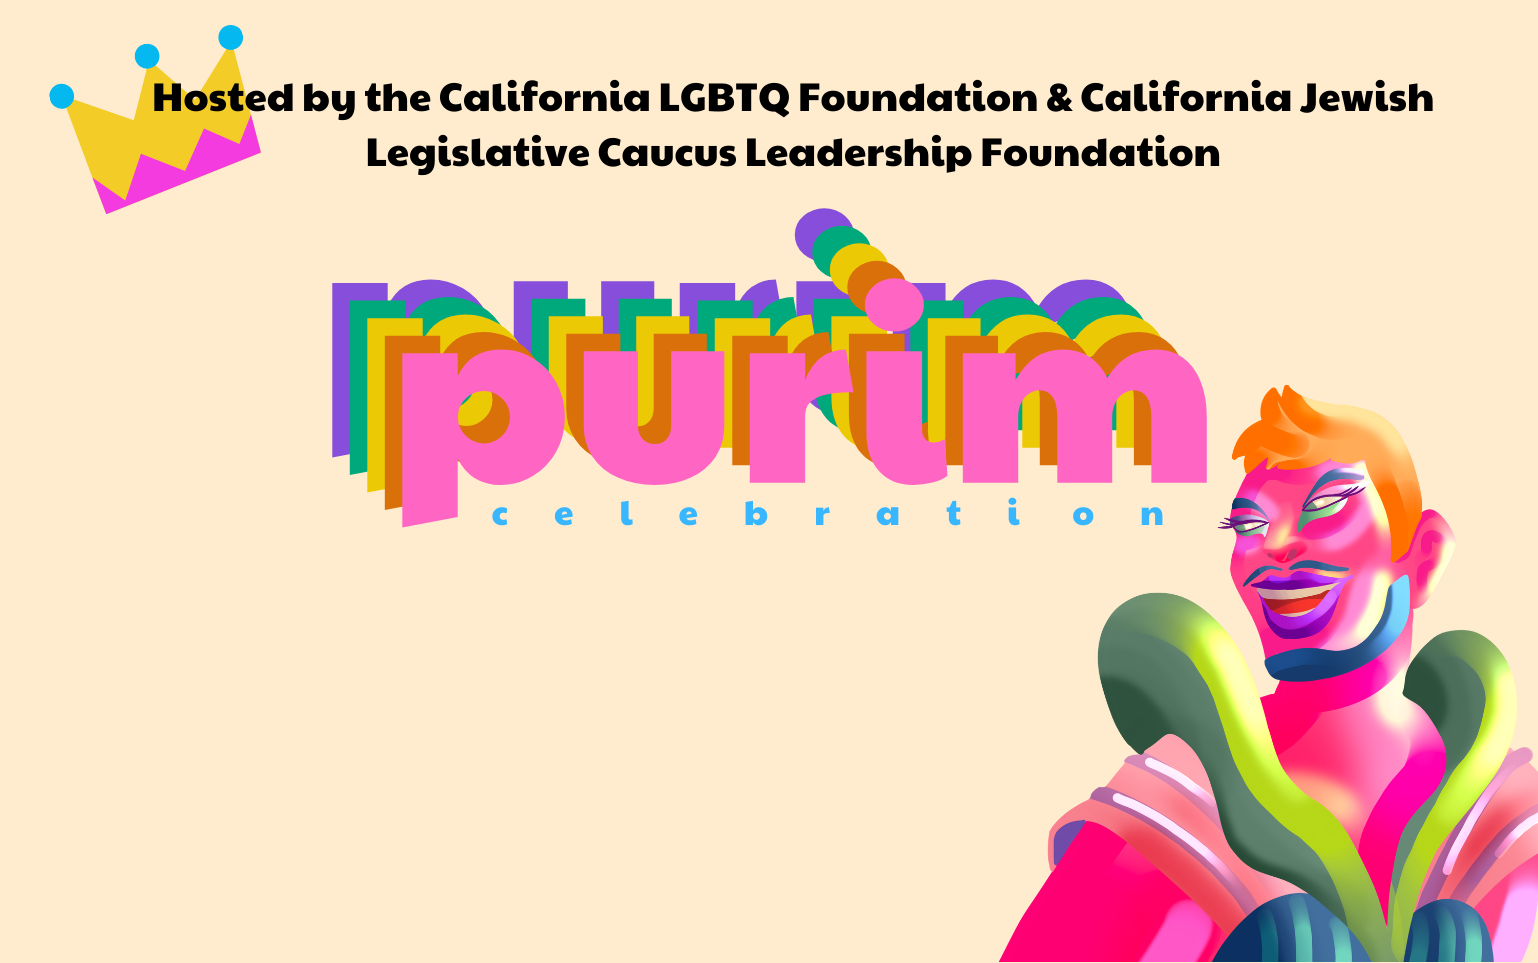 Hosted by the California LGBTQ Foundation & California Jewish
Legislative Caucus Leadership Foundation
purim
celebration